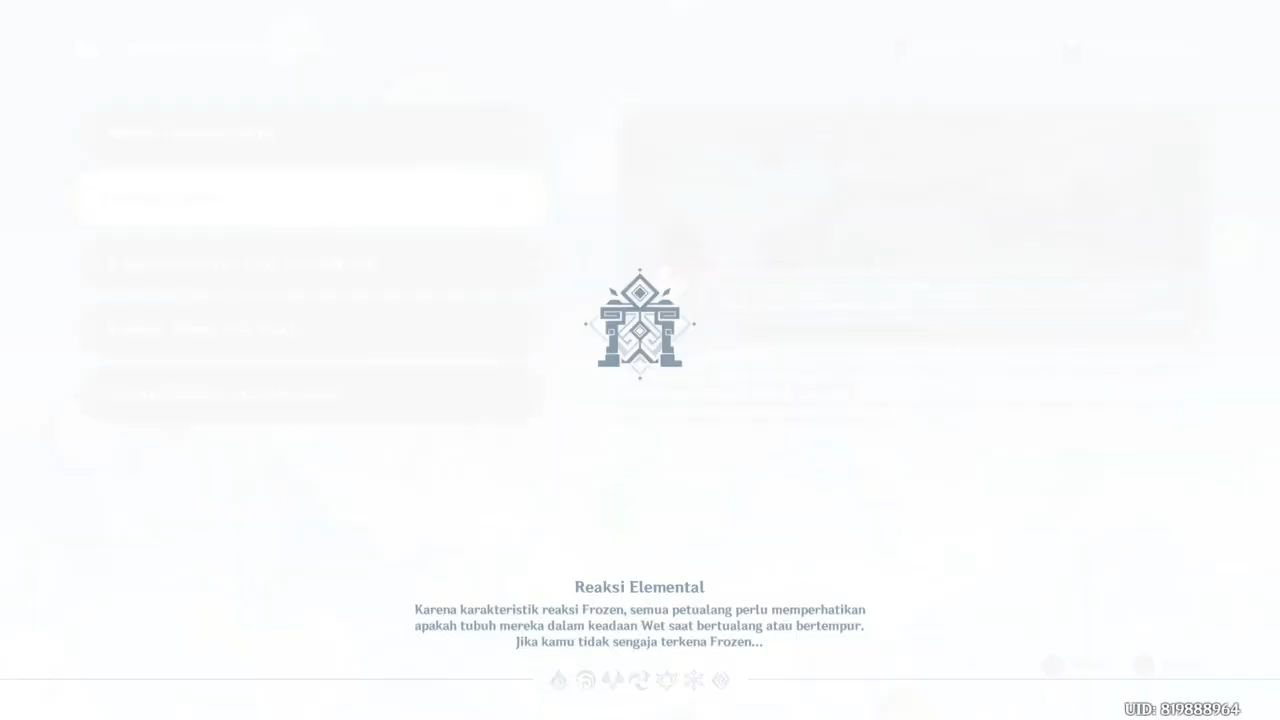 Reaksi Elemental
Karena karakteristik reaksi Frozen, semua petualang perlu memperhatikan
apakah tubuh mereka dalam keadaan Wet saat bertualang atau bertempur.
Jika kamu tidak sengaja terkena Frozen...
UID: 819888964